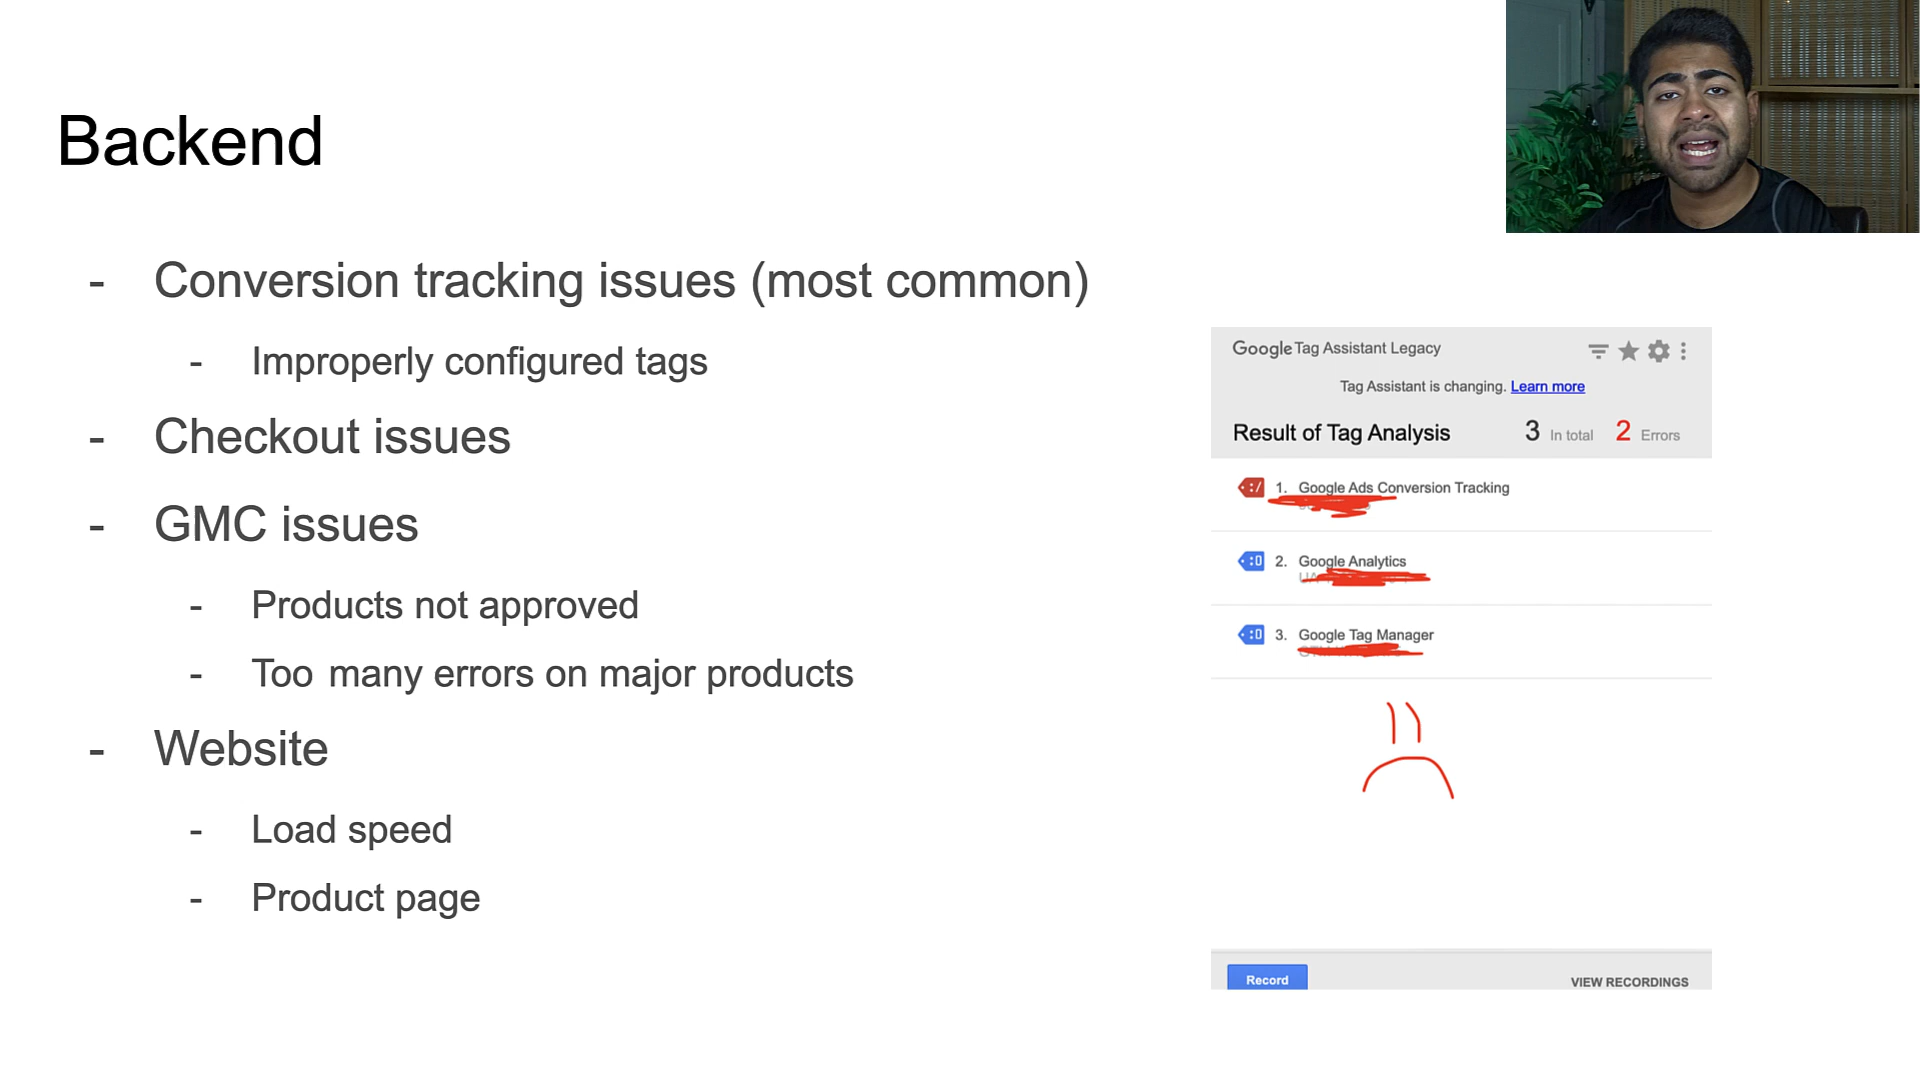 Backend
- Conversion tracking issues (most common)
- Improperly configured tags
- Checkout issues
- GMC issues
- Products not approved
- Too many errors on major products
- Website
- Load speed
- Product page
Google Tag Assistant Legacy
Tag Assistant is changing. Learn more
Result of Tag Analysis 3 In total 2 Errors
1. Google Ads Conversion Tracking
2. Google Analytics
3. Google Tag Manager
Record VIEW RECORDINGS